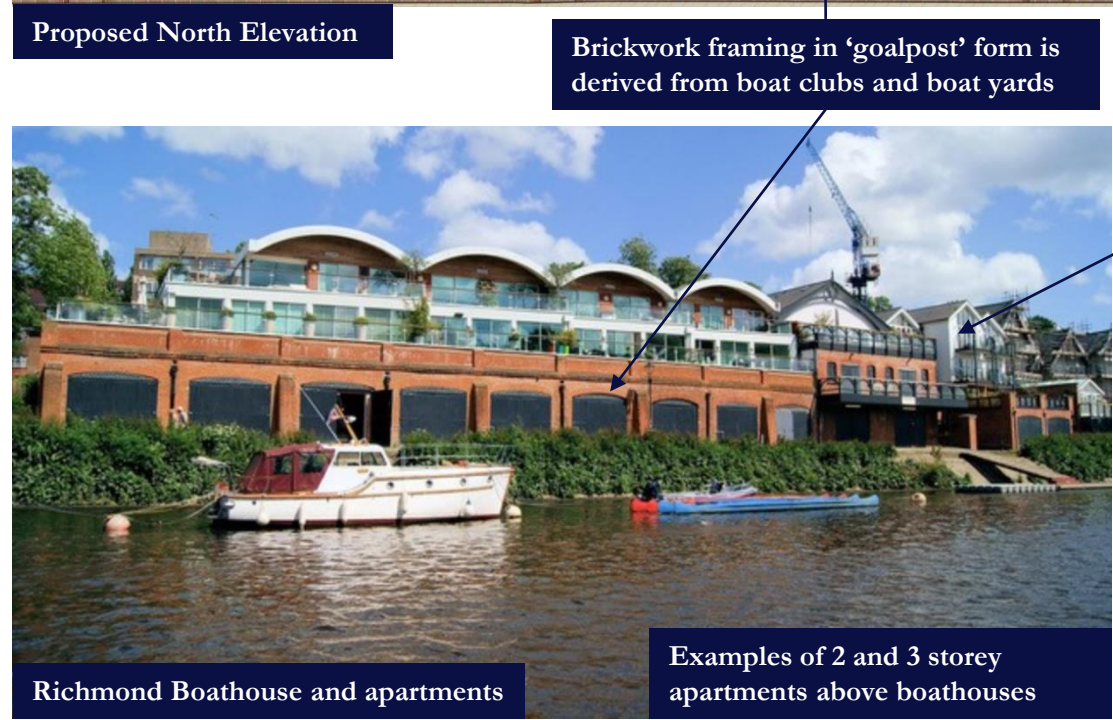 Proposed North Elevation
Brickwork framing in ‘goalpost’ form is
derived from boat clubs and boat yards
Richmond Boathouse and apartments
Examples of 2 and 3 storey
apartments above boathouses